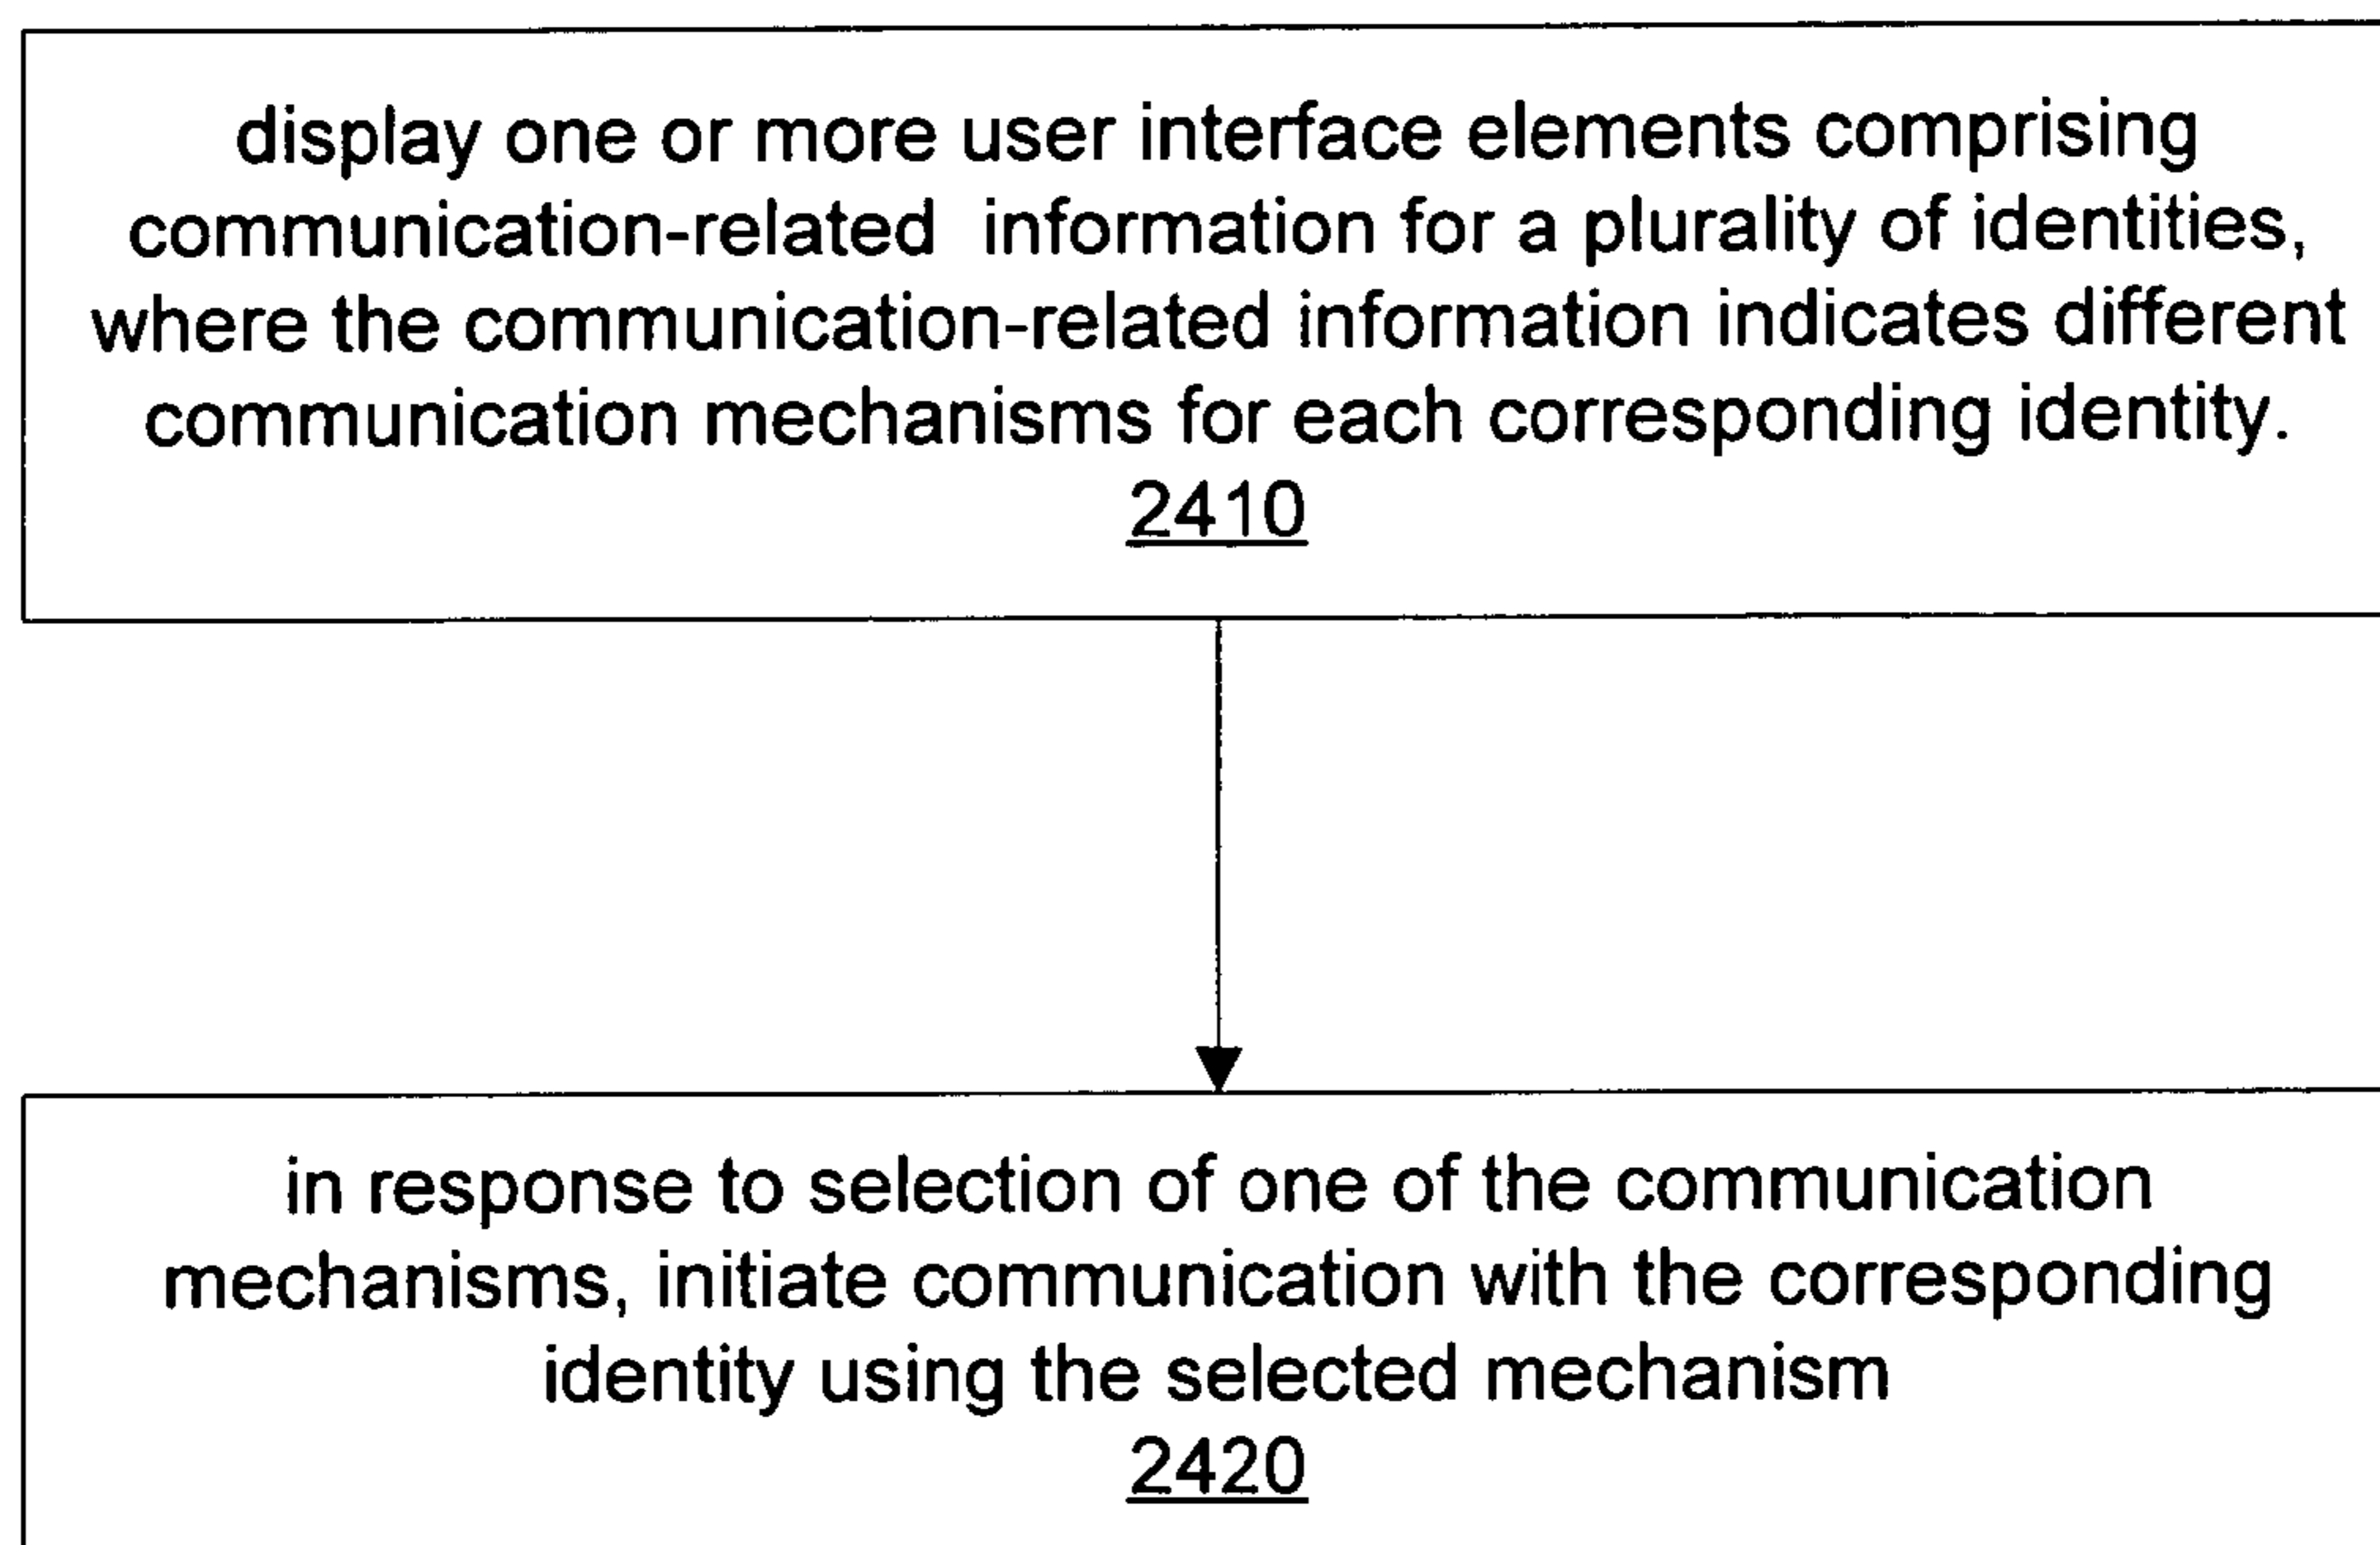 display one or more user interface elements comprising
communication-related information for a plurality of identities,
where the communication-related information indicates different
communication mechanisms for each corresponding identity.
2410
in response to selection of one of the communication
mechanisms, initiate communication with the corresponding
identity using the selected mechanism
2420